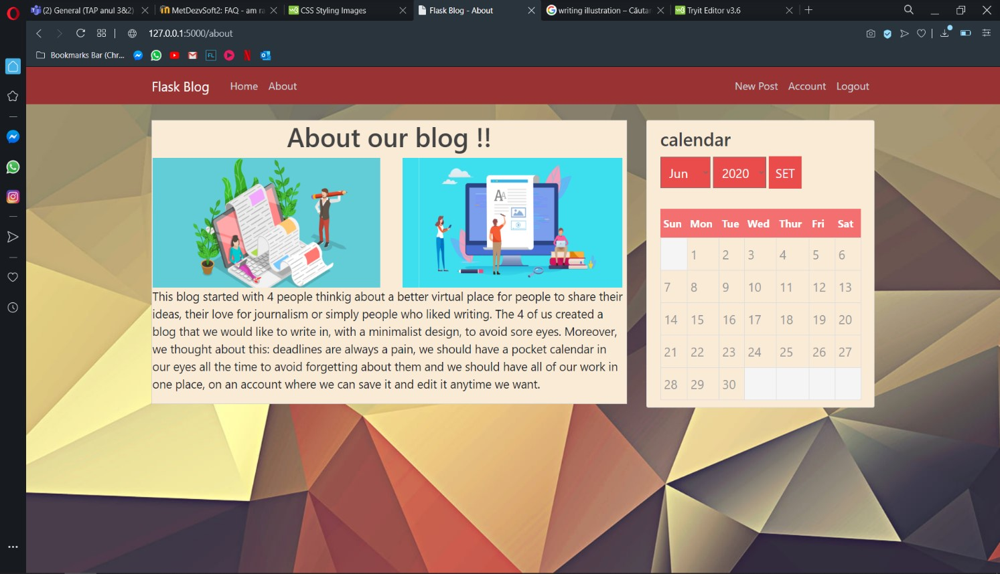 (2) General (TAP anul 3&2)
MetDezvSoft2: FAQ - am ra
CSS Styling Images
Flask Blog - About
writing illustration – Căutar
Tryit Editor v3.6
127.0.0.1:5000/about
Bookmarks Bar (Chr...
FL
Flask Blog
Home
About
New Post
Account
Logout
About our blog !!
AA
This blog started with 4 people thinkig about a better virtual place for people to share their
ideas, their love for journalism or simply people who liked writing. The 4 of us created a
blog that we would like to write in, with a minimalist design, to avoid sore eyes. Moreover,
we thought about this: deadlines are always a pain, we should have a pocket calendar in
our eyes all the time to avoid forgetting about them and we should have all of our work in
one place, on an account where we can save it and edit it anytime we want.
calendar
Jun 2020 SET
Sun Mon Tue Wed Thur Fri Sat
1 2 3 4 5 6
7 8 9 10 11 12 13
14 15 16 17 18 19 20
21 22 23 24 25 26 27
28 29 30